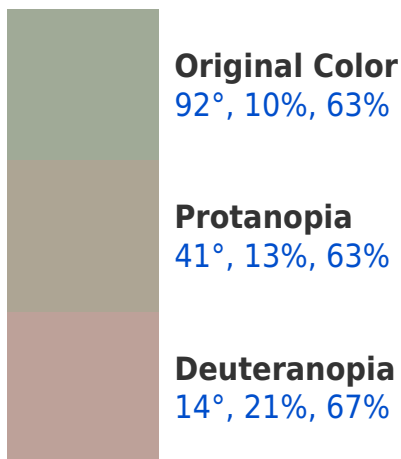 Original Color
92°, 10%, 63%
Protanopia
41°, 13%, 63%
Deuteranopia
14°, 21%, 67%